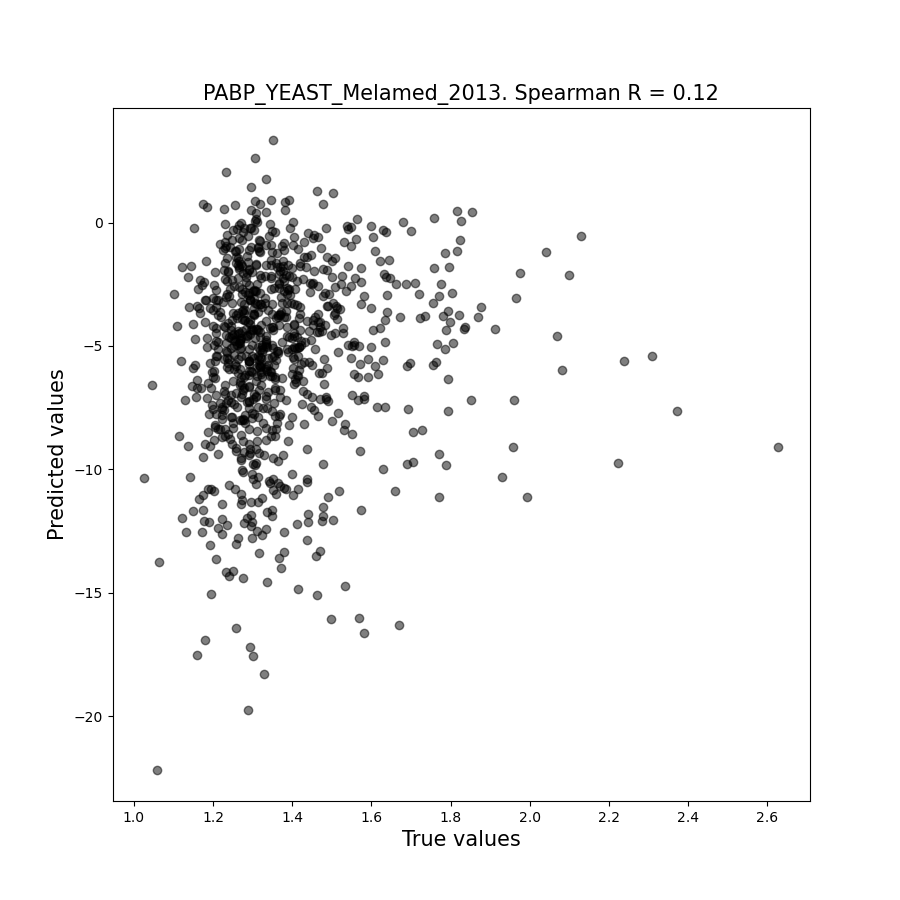 PABP_YEAST_Melamed_2013. Spearman R = 0.12
0
−5
−10
−15
−20
Predicted values
1.0 1.2 1.4 1.6 1.8 2.0 2.2 2.4 2.6
True values